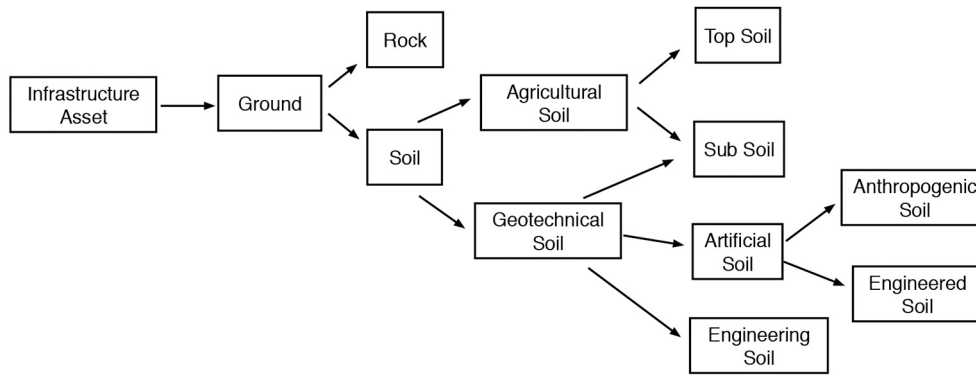 Infrastructure
Asset
Ground
Rock
Soil
Agricultural
Soil
Geotechnical
Soil
Top Soil
Sub Soil
Artificial
Soil
Engineering
Soil
Anthropogenic
Soil
Engineered
Soil